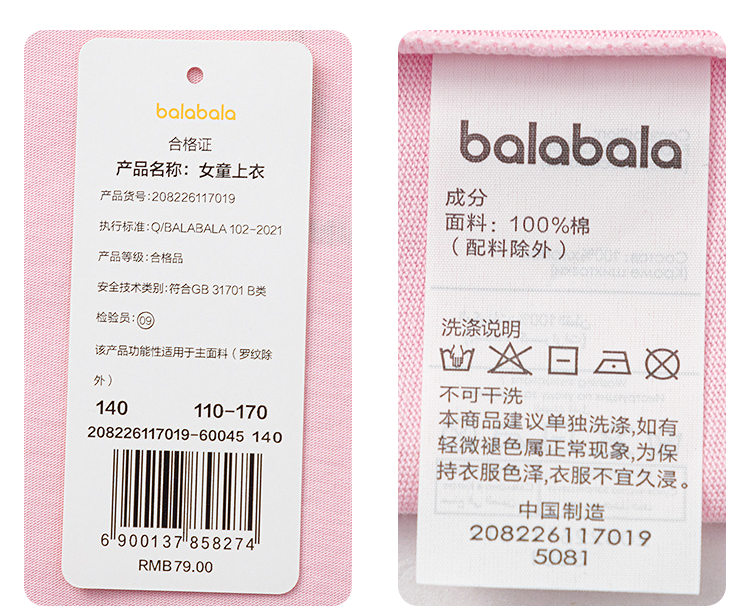 balabala
合格证
产品名称：女童上衣
产品货号：208226117019
执行标准：Q/BALABALA 102-2021
产品等级：合格品
安全技术类别：符合GB 31701 B类
检验员：09
该产品功能性适用于主面料（罗纹除
外）
140 110-170
208226117019-60045 140
6 900137 858274
RMB79.00
balabala
成分
面料：100%棉
（配料除外）
洗涤说明
不可干洗
本商品建议单独洗涤,如有
轻微褪色属正常现象,为保
持衣服色泽,衣服不宜久浸。
中国制造
208226117019
5081